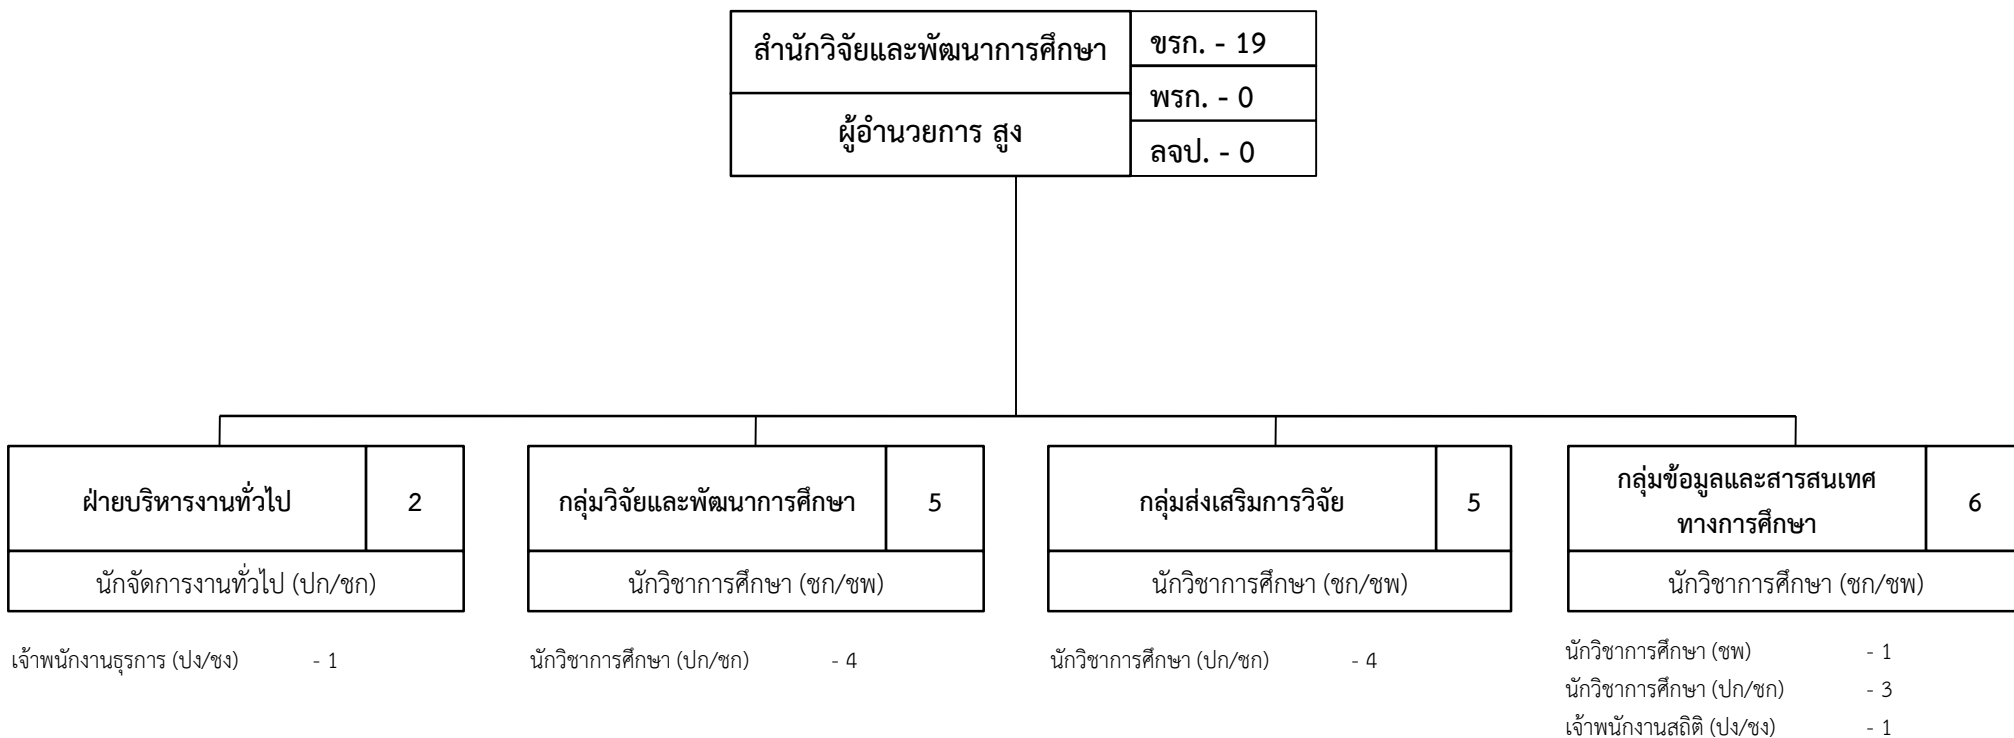 สำนักวิจัยและพัฒนาการศึกษา
ผู้อำนวยการ สูง
ขรก. - 19
พรก. - 0
ลจป. - 0
ฝ่ายบริหารงานทั่วไป 2
นักจัดการงานทั่วไป (ปก/ชก)
เจ้าพนักงานธุรการ (ปง/ชง) - 1
กลุ่มวิจัยและพัฒนาการศึกษา 5
นักวิชาการศึกษา (ชก/ชพ)
นักวิชาการศึกษา (ปก/ชก) - 4
กลุ่มส่งเสริมการวิจัย 5
นักวิชาการศึกษา (ชก/ชพ)
นักวิชาการศึกษา (ปก/ชก) - 4
กลุ่มข้อมูลและสารสนเทศ
ทางการศึกษา 6
นักวิชาการศึกษา (ชก/ชพ)
นักวิชาการศึกษา (ชพ) - 1
นักวิชาการศึกษา (ปก/ชก) - 3
เจ้าพนักงานสถิติ (ปง/ชง) - 1